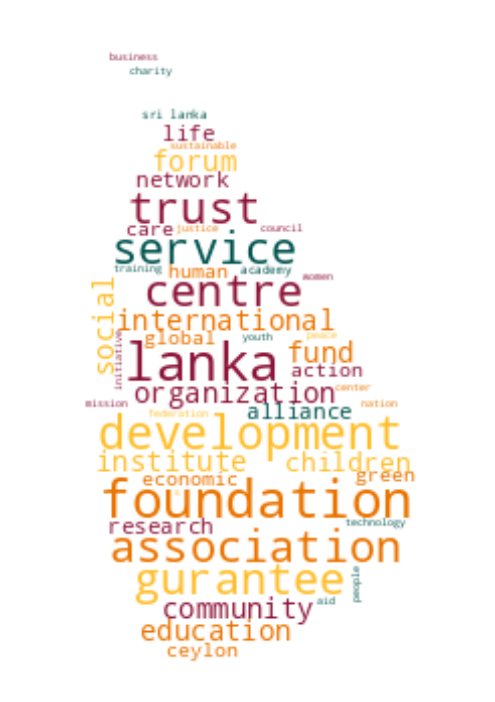 business
charity
sri lanka
life
sustainable
forum
network
trust
care justice council
service
training human academy women
centre
social
international
initiative
global youth peace
lanka fund
action
organization center
mission alliance nation
federation
development
institute children
economic green
foundation
research technology
association
gurantee people
community aid
education
ceylon